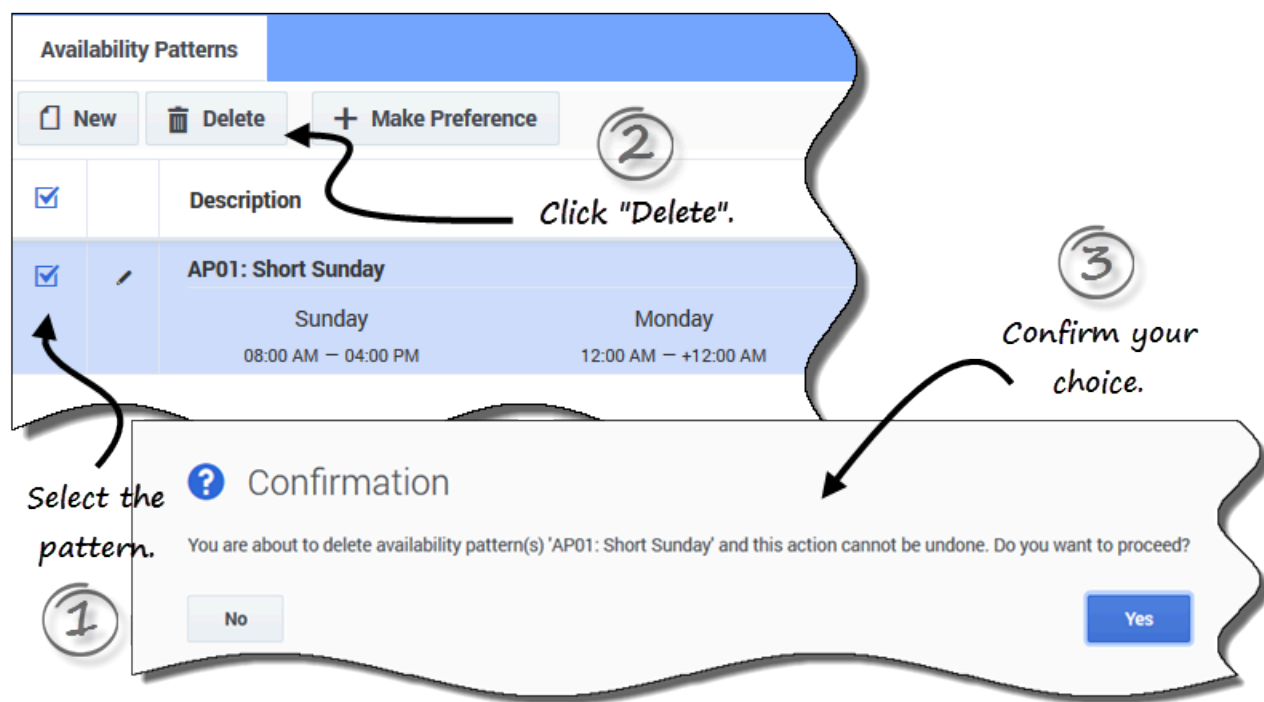 Availability Patterns
New Delete + Make Preference
2
Description
Click "Delete".
AP01: Short Sunday
3
Sunday Monday
08:00 AM — 04:00 PM 12:00 AM — +12:00 AM
Confirm your
choice.
Select the
pattern.
1
? Confirmation
You are about to delete availability pattern(s) 'AP01: Short Sunday' and this action cannot be undone. Do you want to proceed?
No Yes